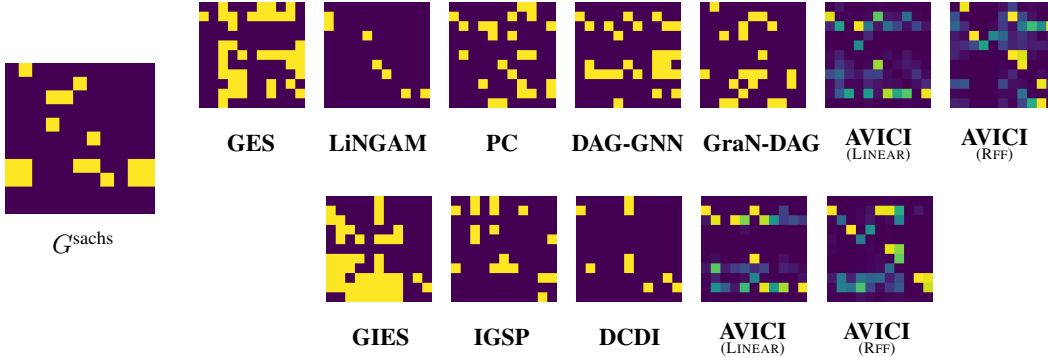 GES LiNGAM PC DAG-GNN GraN-DAG AVICI AVICI
(LINEAR) (RFF)
G^sachs
GIES IGSP DCDI AVICI AVICI
(LINEAR) (RFF)